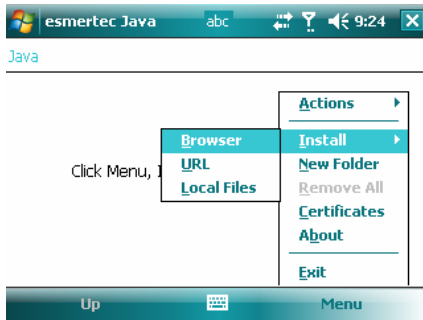 esmertec Java abc 9:24
Java
Actions
Browser Install
URL New Folder
Click Menu,
Local Files Remove All
Certificates
About
Exit
Up Menu